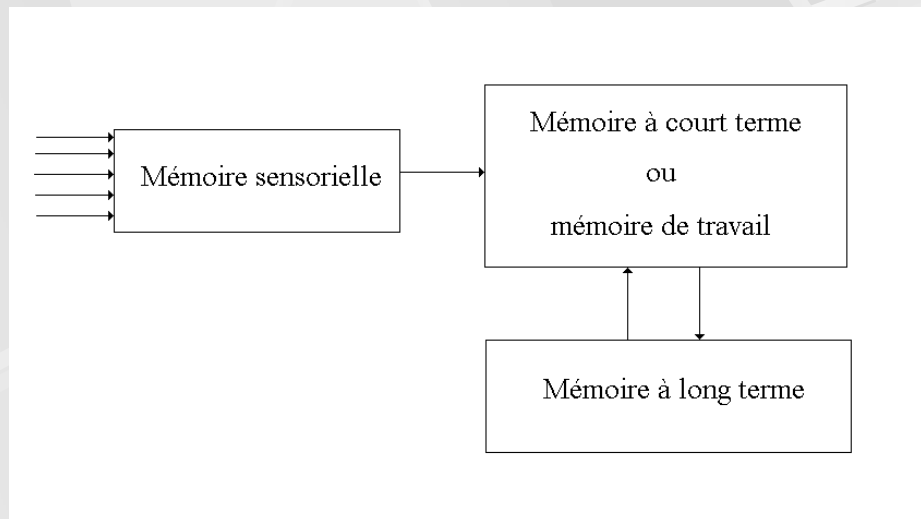 Mémoire sensorielle
Mémoire à court terme
ou
mémoire de travail
Mémoire à long terme